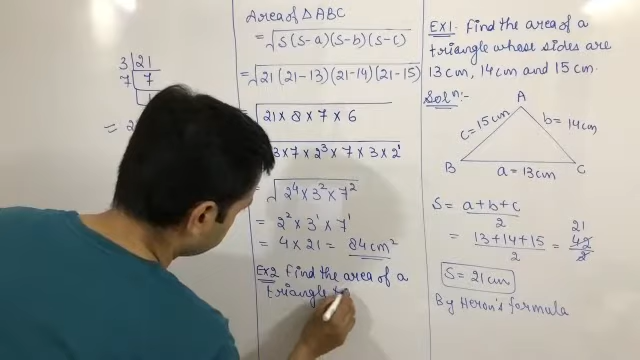 EX1. Find the area of a
triangle whose sides are
13 cm, 14 cm and 15 cm.
Solⁿ:-
A
c = 15 cm
b = 14 cm
B
C
a = 13 cm
S = a + b + c / 2
= 13 + 14 + 15 / 2 = 42 / 2
21
S = 21 cm
By Heron's formula
Area of △ABC
= √S(S-a)(S-b)(S-c)
= √21(21-13)(21-14)(21-15)
√21 × 8 × 7 × 6
3 × 7 × 2³ × 7 × 3 × 2¹
= √2⁴ × 3² × 7²
= 2² × 3¹ × 7¹
= 4 × 21 = 84 cm²
EX2 Find the area of a
triangle
3 | 21
7 | 7
= 2